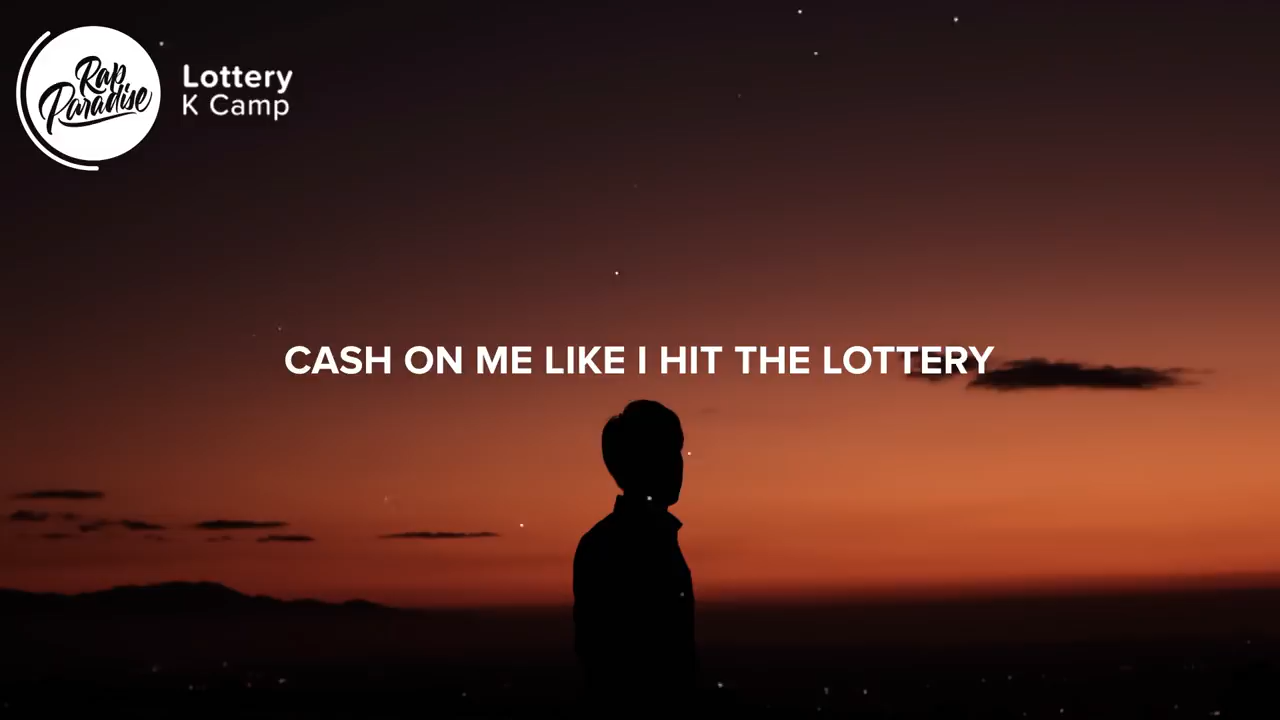 Rap
Paradise
Lottery
K Camp
CASH ON ME LIKE I HIT THE LOTTERY